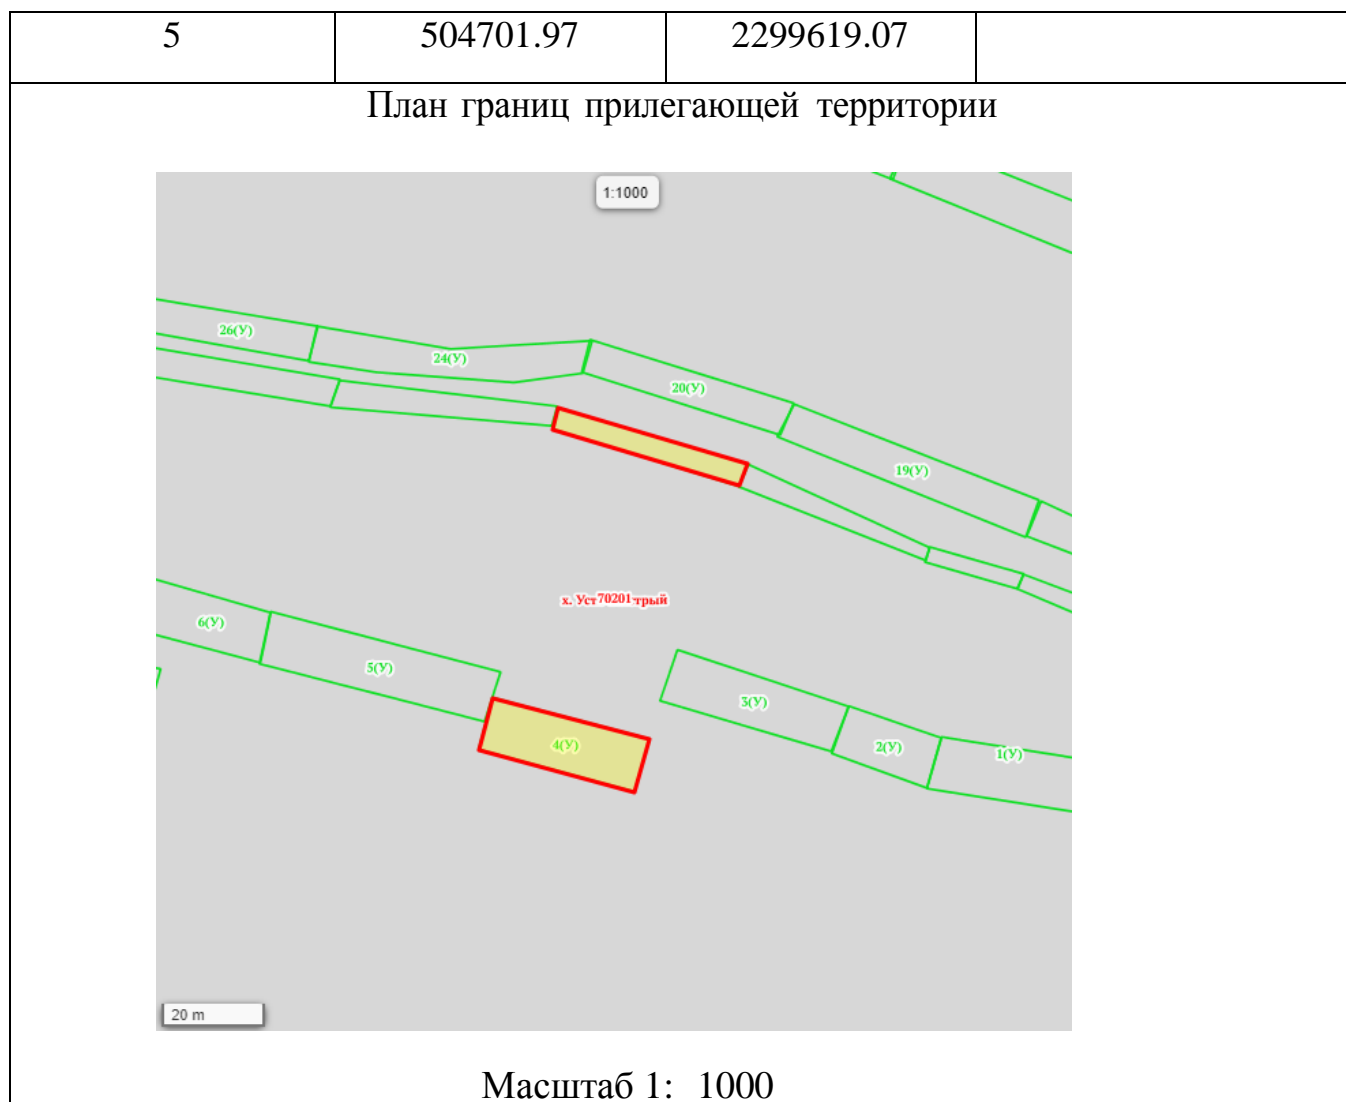 5 504701.97 2299619.07
План границ прилегающей территории
1:1000
26(У)
24(У)
20(У)
19(У)
х. Уст70201трый
6(У)
5(У)
3(У)
4(У)
2(У)
1(У)
20 m
Масштаб 1: 1000